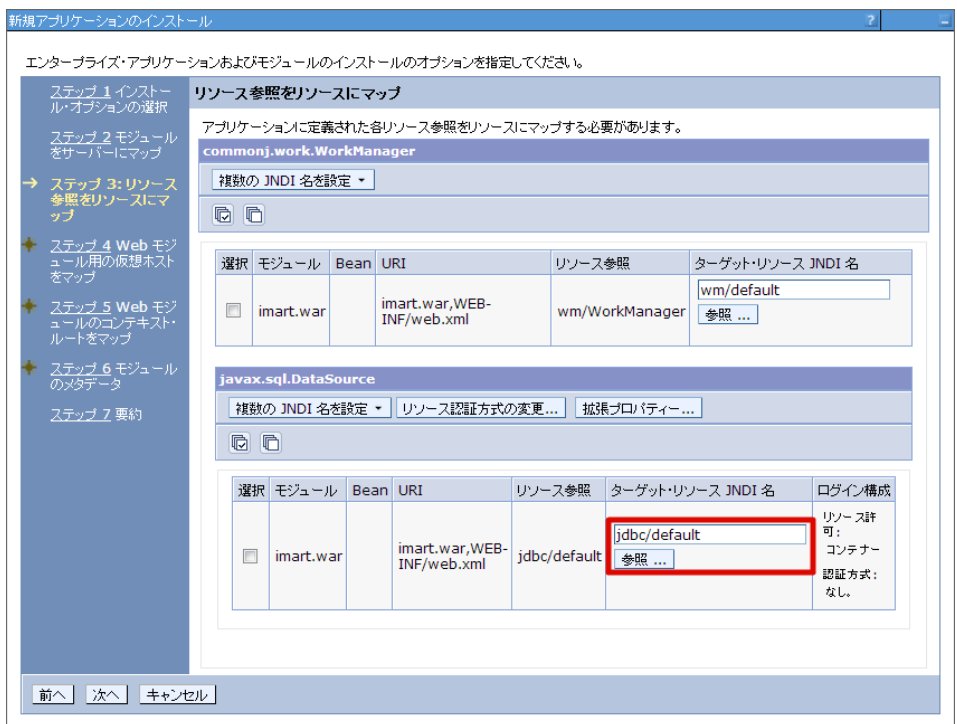 新規アプリケーションのインストール
?
エンタープライズ・アプリケーションおよびモジュールのインストールのオプションを指定してください。
ステップ 1 インストー
ル・オプションの選択
ステップ 2 モジュール
をサーバーにマップ
ステップ 3: リソース
参照をリソースにマ
ップ
ステップ 4 Web モジ
ュール用の仮想ホスト
をマップ
ステップ 5 Web モジ
ュールのコンテキスト・
ルートをマップ
ステップ 6 モジュール
のメタデータ
ステップ 7 要約
リソース参照をリソースにマップ
アプリケーションに定義された各リソース参照をリソースにマップする必要があります。
commonj.work.WorkManager
複数の JNDI 名を設定
選択 モジュール Bean URI リソース参照 ターゲット・リソース JNDI 名
imart.war
imart.war,WEB-
INF/web.xml
wm/WorkManager
wm/default
参照 ...
javax.sql.DataSource
複数の JNDI 名を設定 リソース認証方式の変更... 拡張プロパティー...
選択 モジュール Bean URI リソース参照 ターゲット・リソース JNDI 名 ログイン構成
imart.war
imart.war,WEB-
INF/web.xml
jdbc/default
jdbc/default
参照 ...
リソース許
可:
コンテナー
認証方式:
なし。
前へ 次へ キャンセル